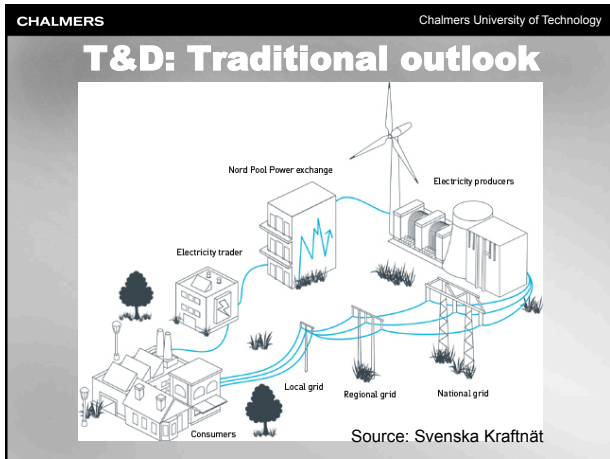 CHALMERS
Chalmers University of Technology
T&D: Traditional outlook
Nord Pool Power exchange
Electricity producers
Electricity trader
Local grid
Regional grid
National grid
Consumers
Source: Svenska Kraftnät